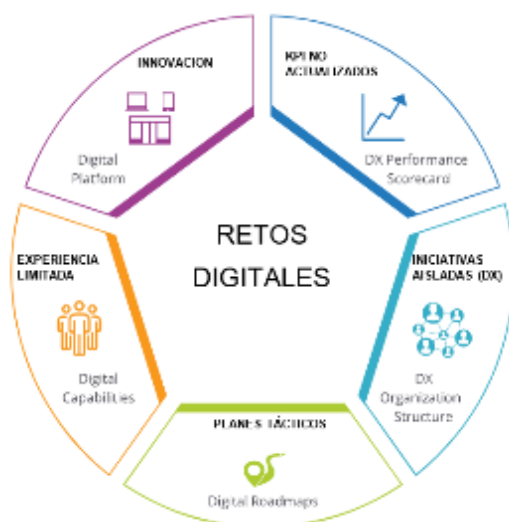 INNOVACION
Digital
Platform
KPI NO
ACTUALIZADOS
DX Performance
Scorecard
RETOS
DIGITALES
EXPERIENCIA
LIMITADA
Digital
Capabilities
INICIATIVAS
AISLADAS (DX)
DX
Organization
Structure
PLANES TÁCTICOS
Digital Roadmaps